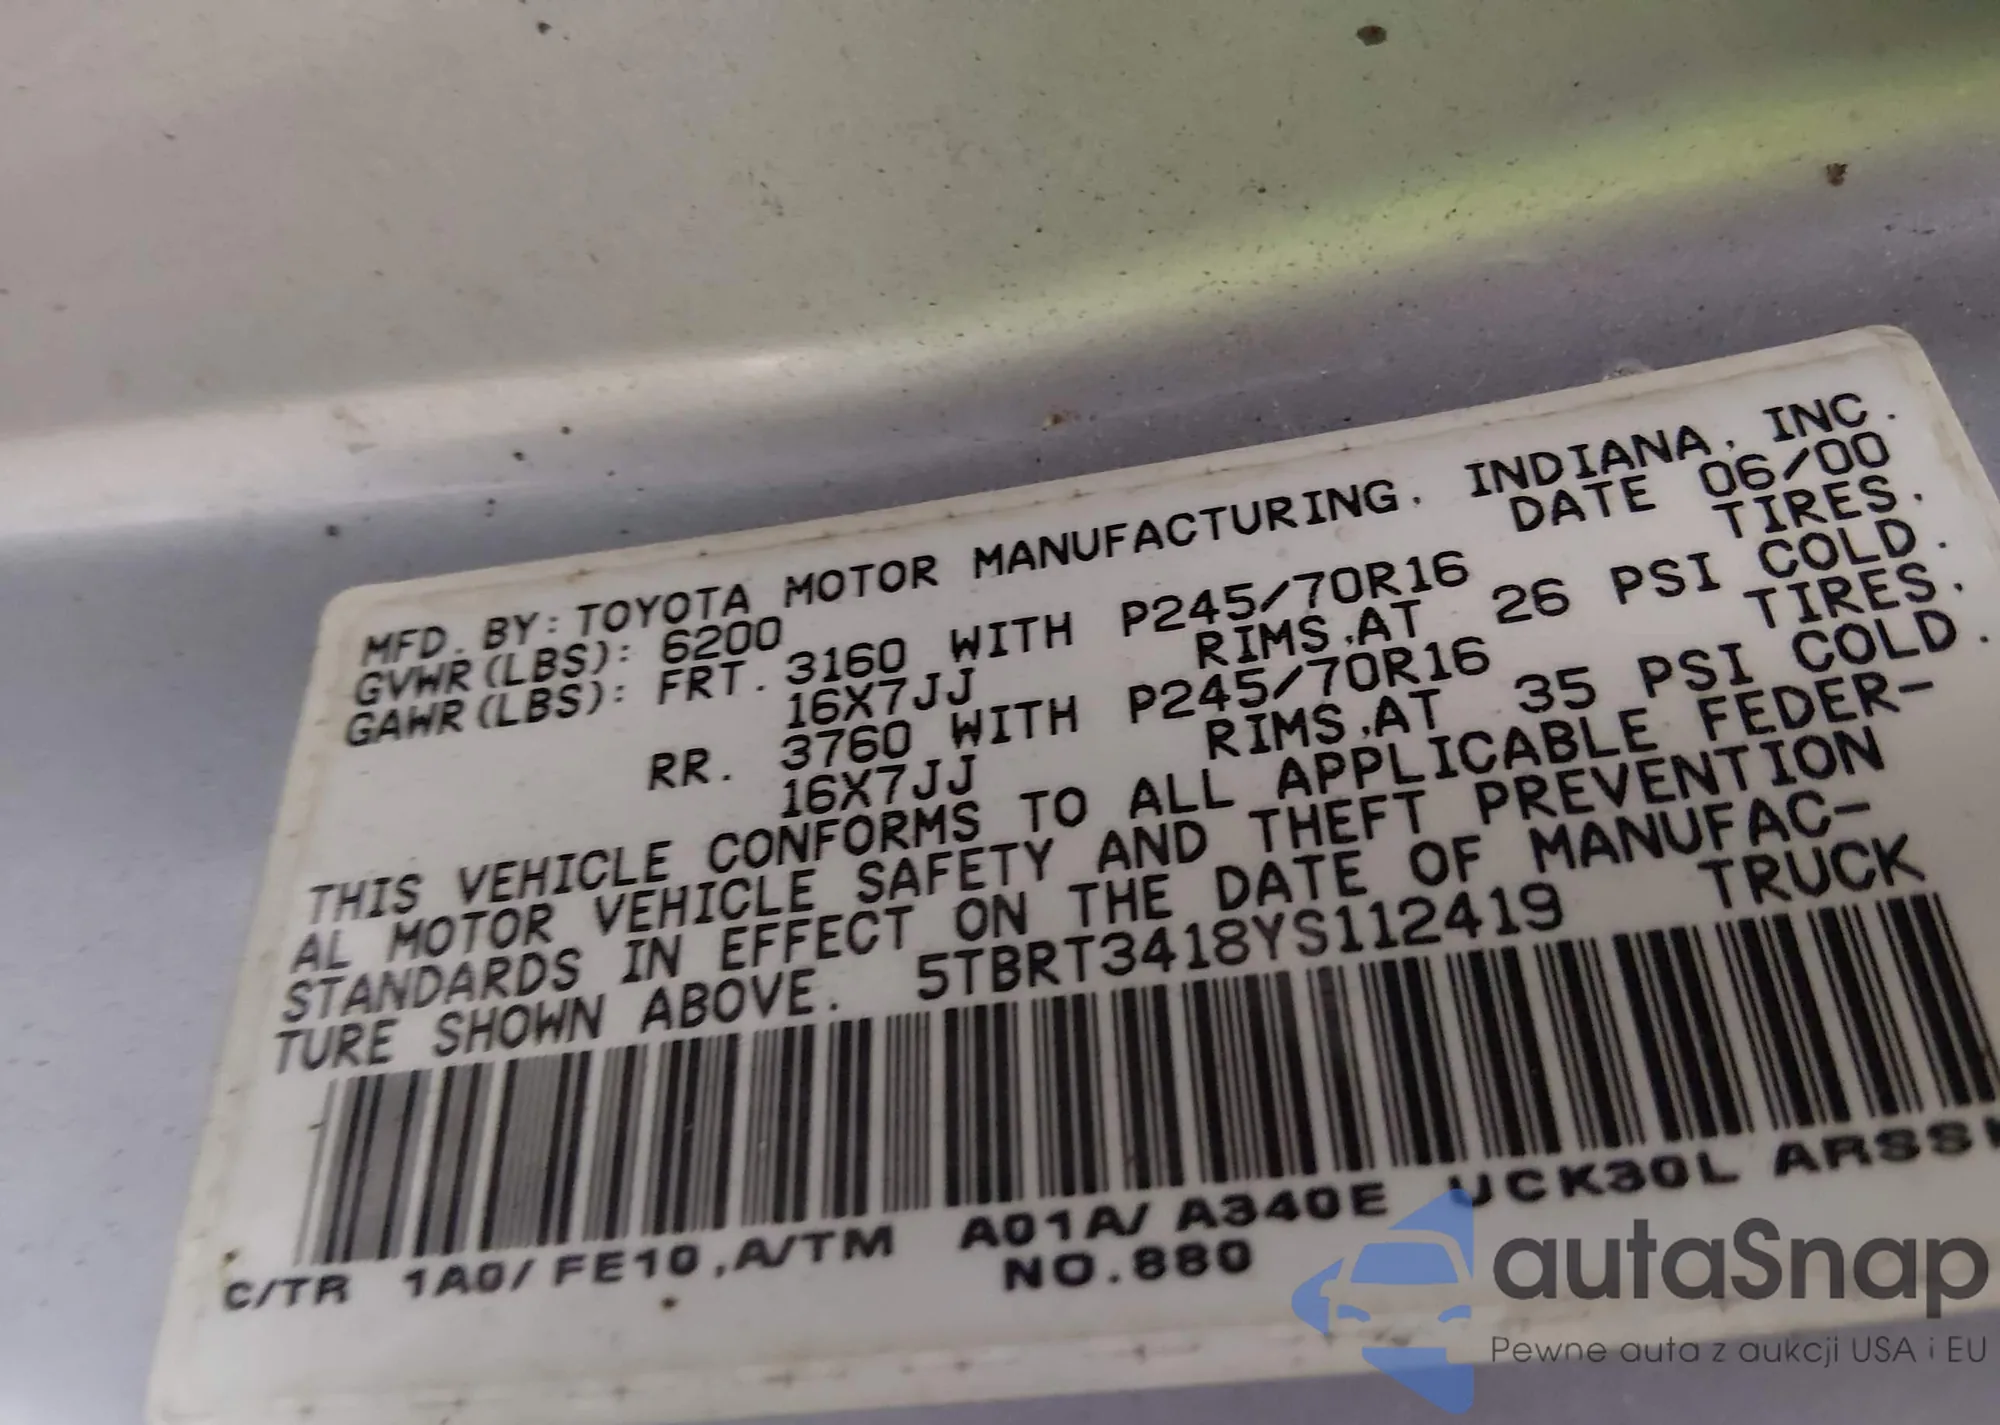 MFD. BY: TOYOTA MOTOR MANUFACTURING, INDIANA, INC.
GVWR(LBS): 6200 DATE 06/00
GAWR(LBS): FRT. 3160 WITH P245/70R16 TIRES.
16X7JJ RIMS,AT 26 PSI COLD.
RR. 3760 WITH P245/70R16 TIRES.
16X7JJ RIMS,AT 35 PSI COLD.
THIS VEHICLE CONFORMS TO ALL APPLICABLE FEDER-
AL MOTOR VEHICLE SAFETY AND THEFT PREVENTION
STANDARDS IN EFFECT ON THE DATE OF MANUFAC-
TURE SHOWN ABOVE. 5TBRT3418YS112419 TRUCK
C/TR 1A0/FE10,A/TM A01A/A340E UCK30L ARSS
NO.880
autaSnap
Pewne auta z aukcji USA i EU